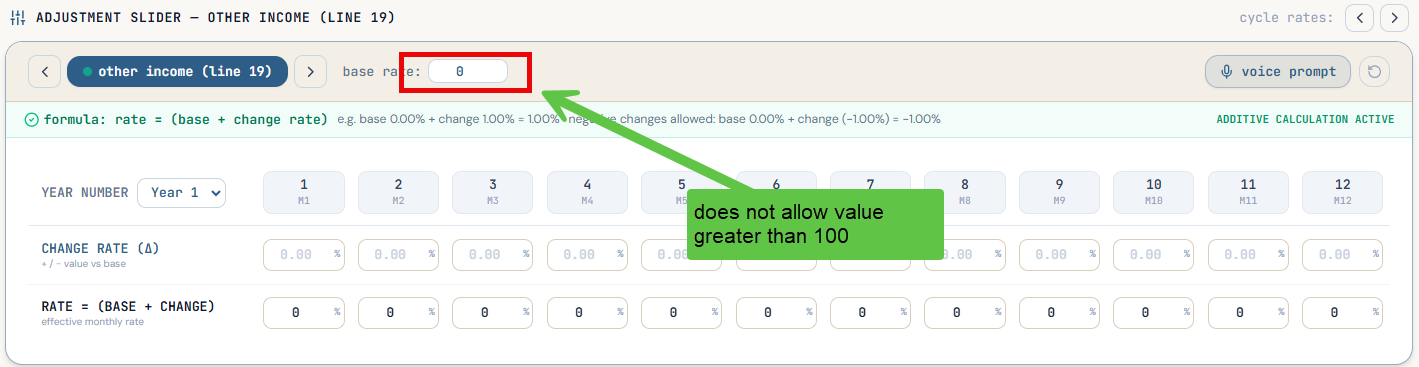 ADJUSTMENT SLIDER — OTHER INCOME (LINE 19) cycle rates:
other income (line 19) base rate: 0 voice prompt
formula: rate = (base + change rate) e.g. base 0.00% + change 1.00% = 1.00% negative changes allowed: base 0.00% + change (−1.00%) = −1.00% ADDITIVE CALCULATION ACTIVE
does not allow value
greater than 100
YEAR NUMBER Year 1 1 2 3 4 5 6 7 8 9 10 11 12
M1 M2 M3 M4 M5 M8 M9 M10 M11 M12
CHANGE RATE (Δ) 0.00 % 0.00 % 0.00 % 0.00 % 0.00 0.00 % 0.00 % 0.00 % 0.00 % 0.00 %
+ / − value vs base
RATE = (BASE + CHANGE) 0 % 0 % 0 % 0 % 0 % 0 % 0 % 0 % 0 % 0 % 0 % 0 %
effective monthly rate